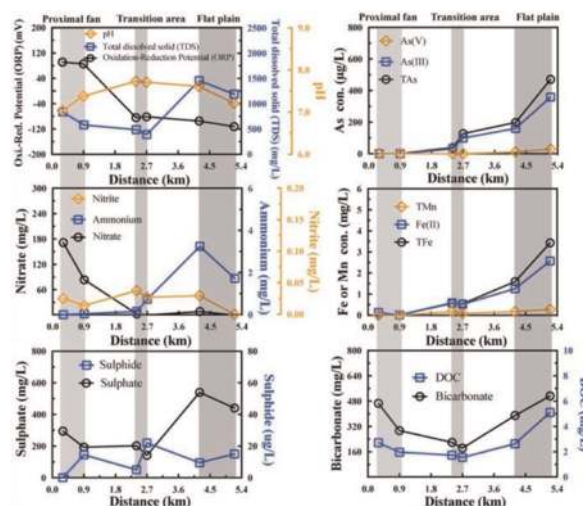 Proximal fan Transition area Flat plain
Oxi.-Red. Potential (ORP) (mV)
200
120
40
-40
-120
-200
pH
Total dissolved solid (TDS)
Oxidation-Reduction Potential (ORP)
2500
2000
1500
1000
500
0
Total dissolved solid (TDS) (mg/L)
9.0
8.0
7.0
6.0
pH
0.0 0.9 1.8 2.7 3.6 4.5 5.4
Distance (km)
Proximal fan Transition area Flat plain
As con. (μg/L)
800
600
400
200
0
As(V)
As(III)
TAs
0.0 0.9 1.8 2.7 3.6 4.5 5.4
Distance (km)
Nitrate (mg/L)
300
240
180
120
60
Nitrite
Ammonium
Nitrate
6
4
2
0
Ammonium (mg/L)
0.20
0.15
0.10
0.05
0.00
Nitrite (mg/L)
0.0 0.9 1.8 2.7 3.6 4.5 5.4
Distance (km)
Fe or Mn con. (mg/L)
6
5
4
3
2
1
0
TMn
Fe(II)
TFe
0.0 0.9 1.8 2.7 3.6 4.5 5.4
Distance (km)
Sulphate (mg/L)
800
600
400
200
0
Sulphide
Sulphate
80
60
40
20
0
Sulphide (ug/L)
0.0 0.9 1.8 2.7 3.6 4.5 5.4
Distance (km)
Bicarbonate (mg/L)
800
640
480
320
160
DOC
Bicarbonate
10
8
6
4
2
0
DOC (mg/L)
0.0 0.9 1.8 2.7 3.6 4.5 5.4
Distance (km)